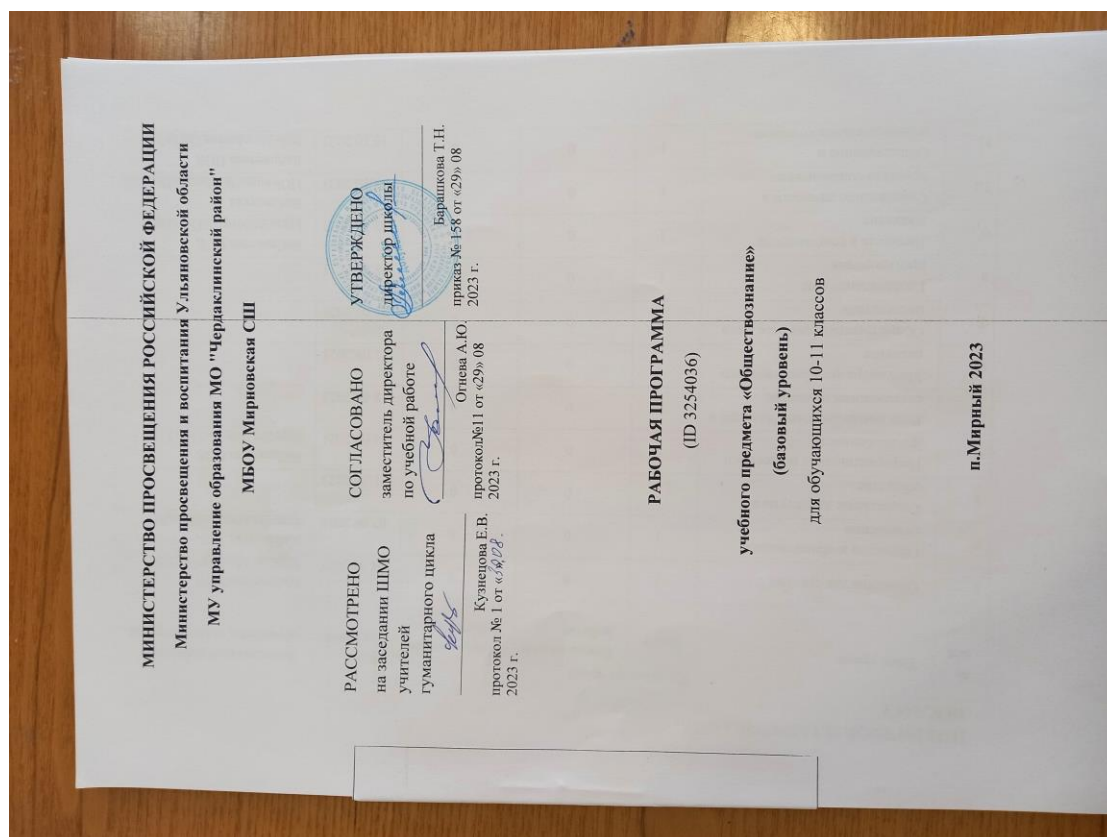 МИНИСТЕРСТВО ПРОСВЕЩЕНИЯ РОССИЙСКОЙ ФЕДЕРАЦИИ
Министерство просвещения и воспитания Ульяновской области
МУ управление образования МО "Чердаклинский район"
МБОУ Мирновская СШ
РАССМОТРЕНО
на заседании ШМО
учителей
гуманитарного цикла
Кузнецова Е.В.
протокол № 1 от «
2023 г.
СОГЛАСОВАНО
заместитель директора
по учебной работе
Огнева А.Ю.
протокол№11 от «29» 08
2023 г.
УТВЕРЖДЕНО
директор школы
Барашкова Т.Н.
приказ № 158 от «29» 08
2023 г.
РАБОЧАЯ ПРОГРАММА
(ID 3254036)
учебного предмета «Обществознание»
(базовый уровень)
для обучающихся 10-11 классов
п.Мирный 2023